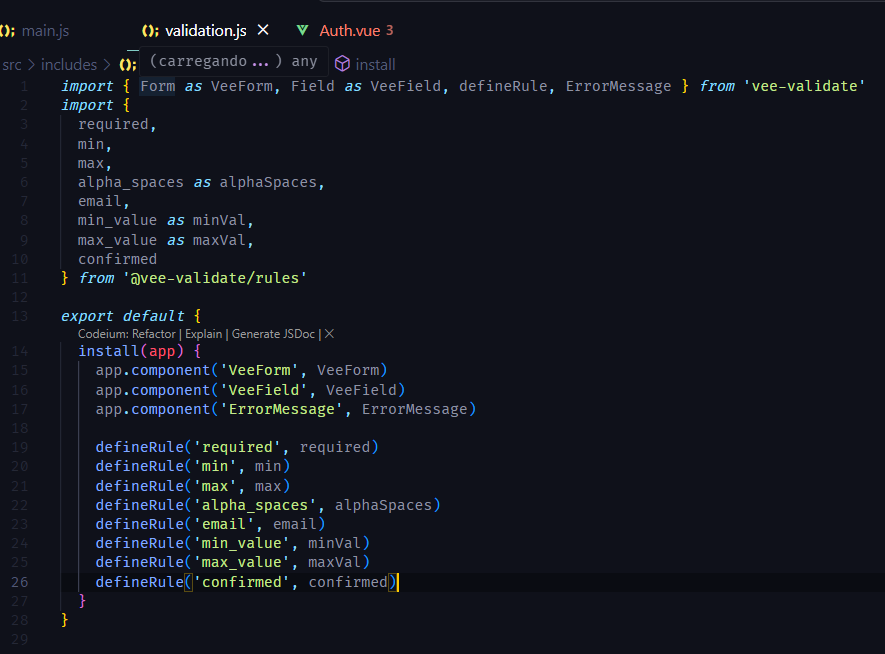 main.js validation.js Auth.vue 3
src > includes > (carregando ...) any install
1 import { Form as VeeForm, Field as VeeField, defineRule, ErrorMessage } from 'vee-validate'
2 import {
3 required,
4 min,
5 max,
6 alpha_spaces as alphaSpaces,
7 email,
8 min_value as minVal,
9 max_value as maxVal,
10 confirmed
11 } from '@vee-validate/rules'
12
13 export default {
Codeium: Refactor | Explain | Generate JSDoc | X
14 install(app) {
15 app.component('VeeForm', VeeForm)
16 app.component('VeeField', VeeField)
17 app.component('ErrorMessage', ErrorMessage)
18
19 defineRule('required', required)
20 defineRule('min', min)
21 defineRule('max', max)
22 defineRule('alpha_spaces', alphaSpaces)
23 defineRule('email', email)
24 defineRule('min_value', minVal)
25 defineRule('max_value', maxVal)
26 defineRule('confirmed', confirmed)
27 }
28 }
29